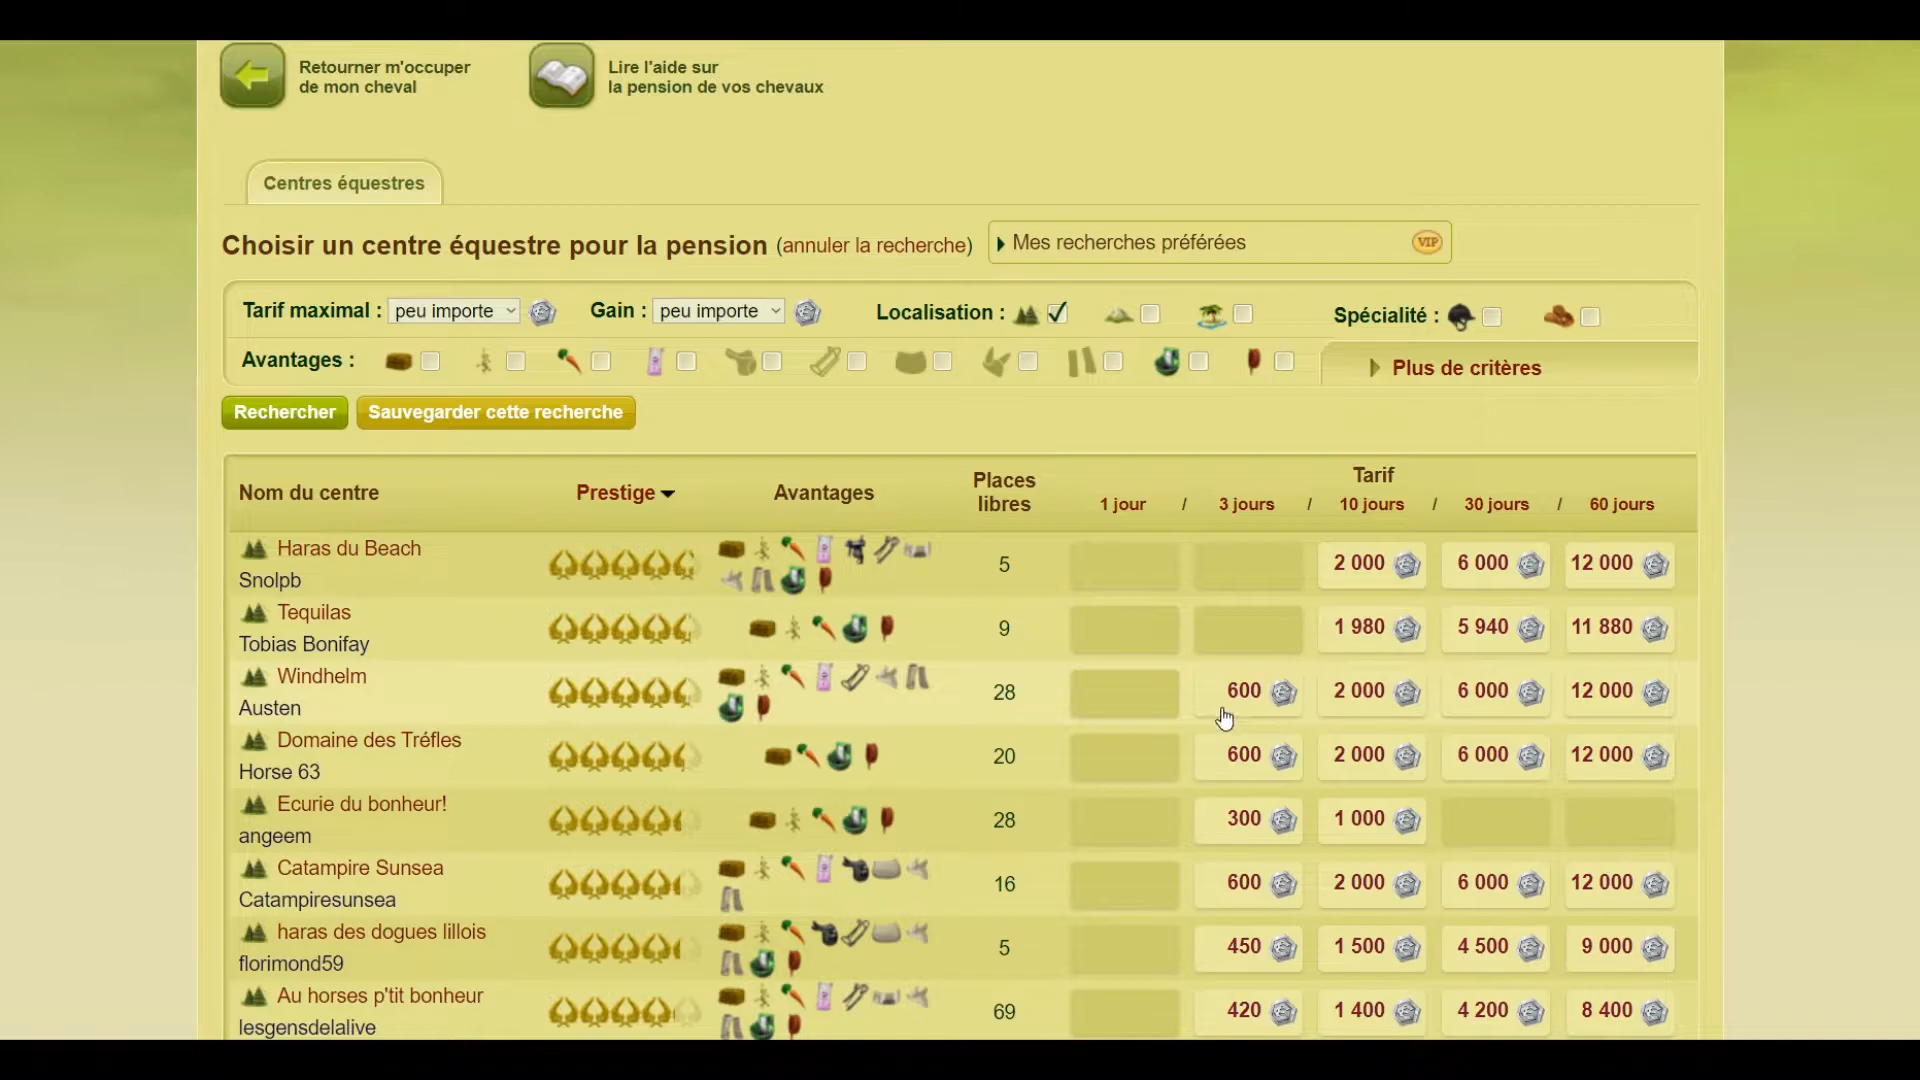 Retourner m'occuper
de mon cheval
Lire l'aide sur
la pension de vos chevaux
Centres équestres
Choisir un centre équestre pour la pension (annuler la recherche)
Mes recherches préférées VIP
Tarif maximal : peu importe Gain : peu importe Localisation : Spécialité :
Avantages : Plus de critères
Rechercher Sauvegarder cette recherche
Nom du centre Prestige Avantages Places libres Tarif
1 jour / 3 jours / 10 jours / 30 jours / 60 jours
Haras du Beach
Snolpb 5 2 000 6 000 12 000
Tequilas
Tobias Bonifay 9 1 980 5 940 11 880
Windhelm
Austen 28 600 2 000 6 000 12 000
Domaine des Tréfles
Horse 63 20 600 2 000 6 000 12 000
Ecurie du bonheur!
angeem 28 300 1 000
Catampire Sunsea
Catampiresunsea 16 600 2 000 6 000 12 000
haras des dogues lillois
florimond59 5 450 1 500 4 500 9 000
Au horses p'tit bonheur
lesgensdelalive 69 420 1 400 4 200 8 400